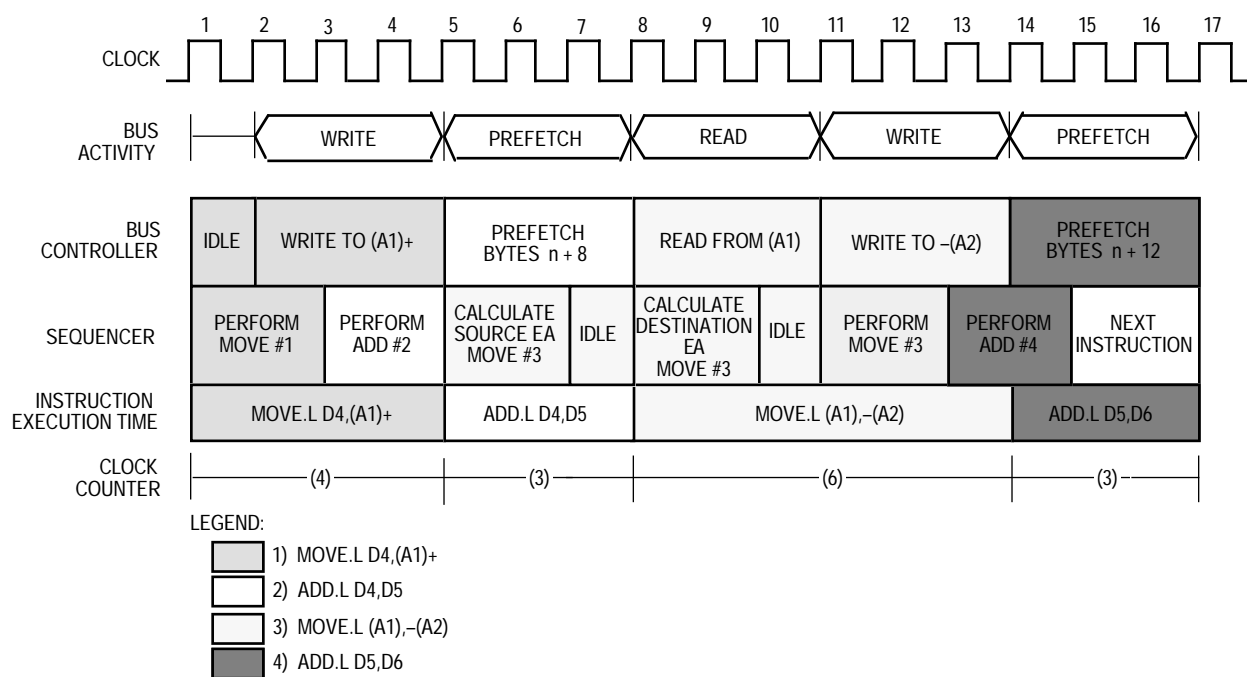 1 2 3 4 5 6 7 8 9 10 11 12 13 14 15 16 17
CLOCK
BUS
ACTIVITY
WRITE PREFETCH READ WRITE PREFETCH
BUS
CONTROLLER
IDLE
WRITE TO (A1)+
PREFETCH
BYTES n + 8
READ FROM (A1)
WRITE TO –(A2)
PREFETCH
BYTES n + 12
SEQUENCER
PERFORM
MOVE #1
PERFORM
ADD #2
CALCULATE
SOURCE EA
MOVE #3
IDLE
CALCULATE
DESTINATION
EA
MOVE #3
IDLE
PERFORM
MOVE #3
PERFORM
ADD #4
NEXT
INSTRUCTION
INSTRUCTION
EXECUTION TIME
MOVE.L D4,(A1)+ ADD.L D4,D5 MOVE.L (A1),–(A2) ADD.L D5,D6
CLOCK
COUNTER
(4) (3) (6) (3)
LEGEND:
1) MOVE.L D4,(A1)+
2) ADD.L D4,D5
3) MOVE.L (A1),–(A2)
4) ADD.L D5,D6